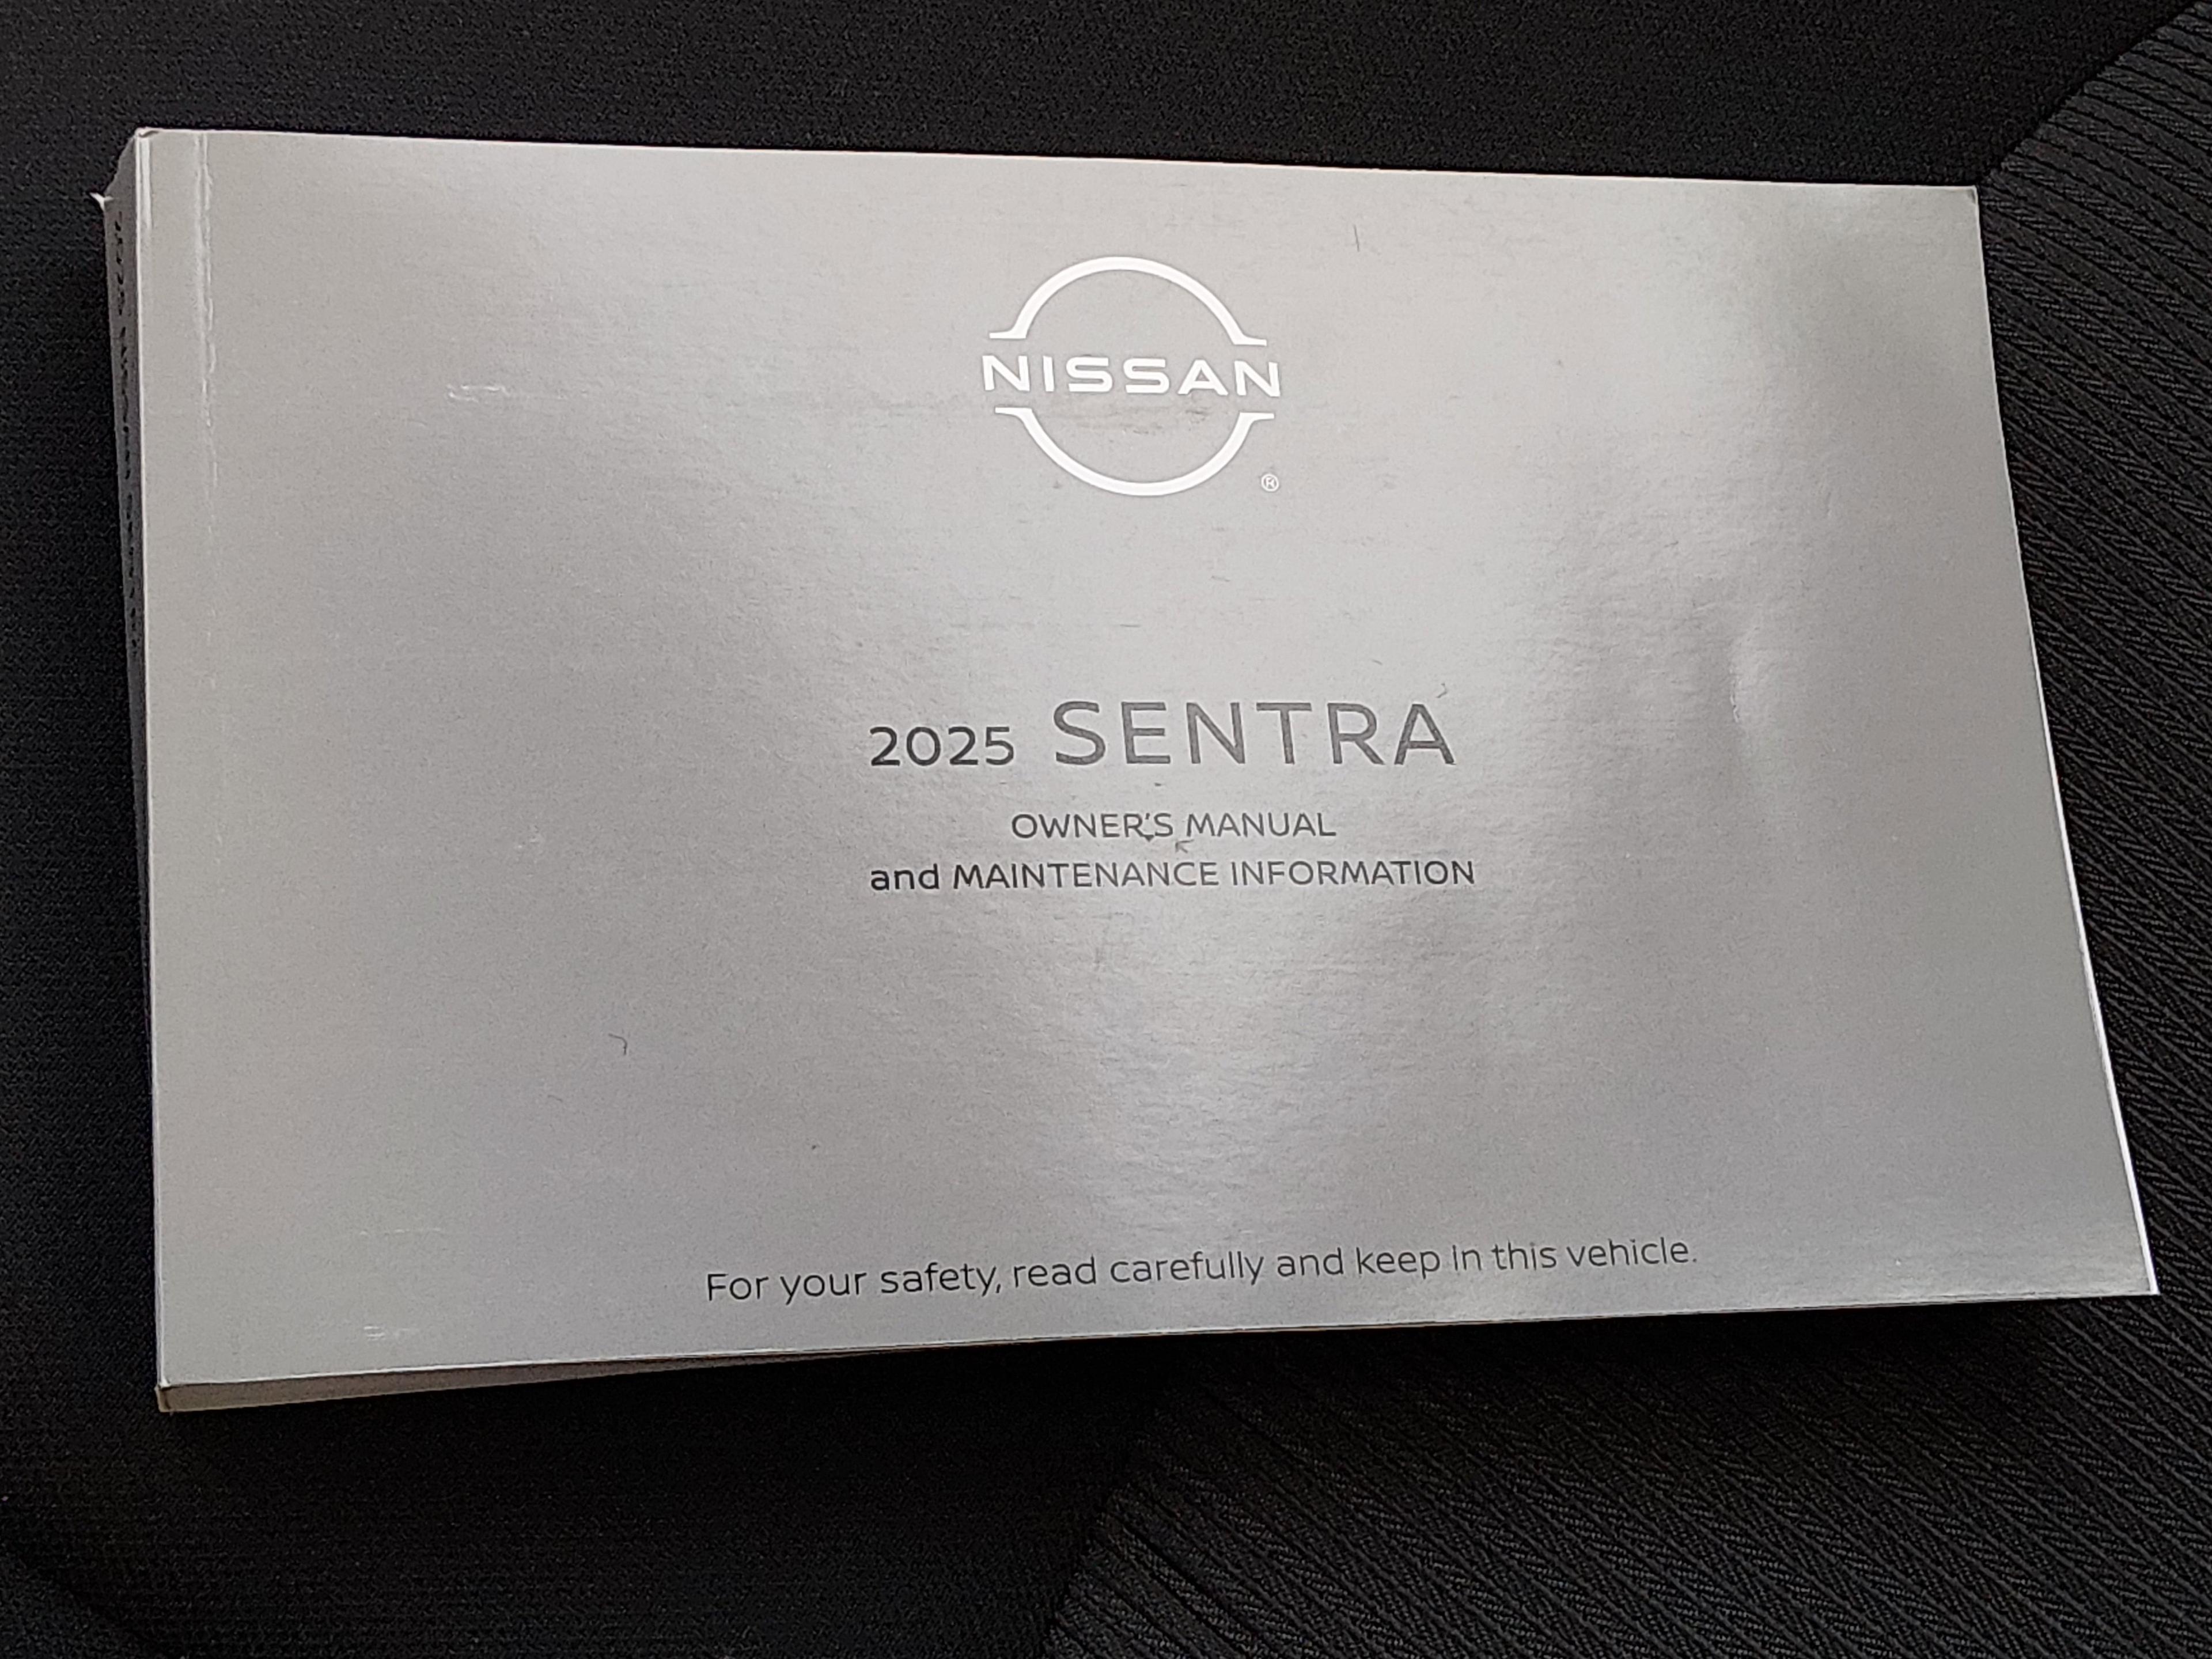 NISSAN
®
2025 SENTRA
OWNER'S MANUAL
and MAINTENANCE INFORMATION
For your safety, read carefully and keep in this vehicle.